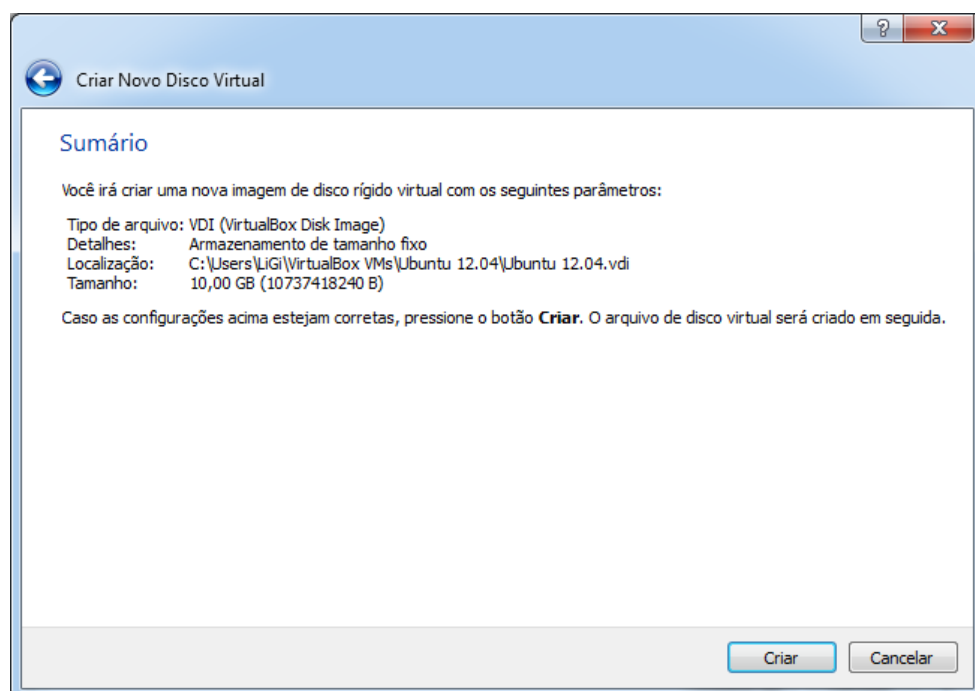 Criar Novo Disco Virtual
Sumário
Você irá criar uma nova imagem de disco rígido virtual com os seguintes parâmetros:
Tipo de arquivo: VDI (VirtualBox Disk Image)
Detalhes: Armazenamento de tamanho fixo
Localização: C:\Users\LiGi\VirtualBox VMs\Ubuntu 12.04\Ubuntu 12.04.vdi
Tamanho: 10,00 GB (10737418240 B)
Caso as configurações acima estejam corretas, pressione o botão Criar. O arquivo de disco virtual será criado em seguida.
Criar Cancelar